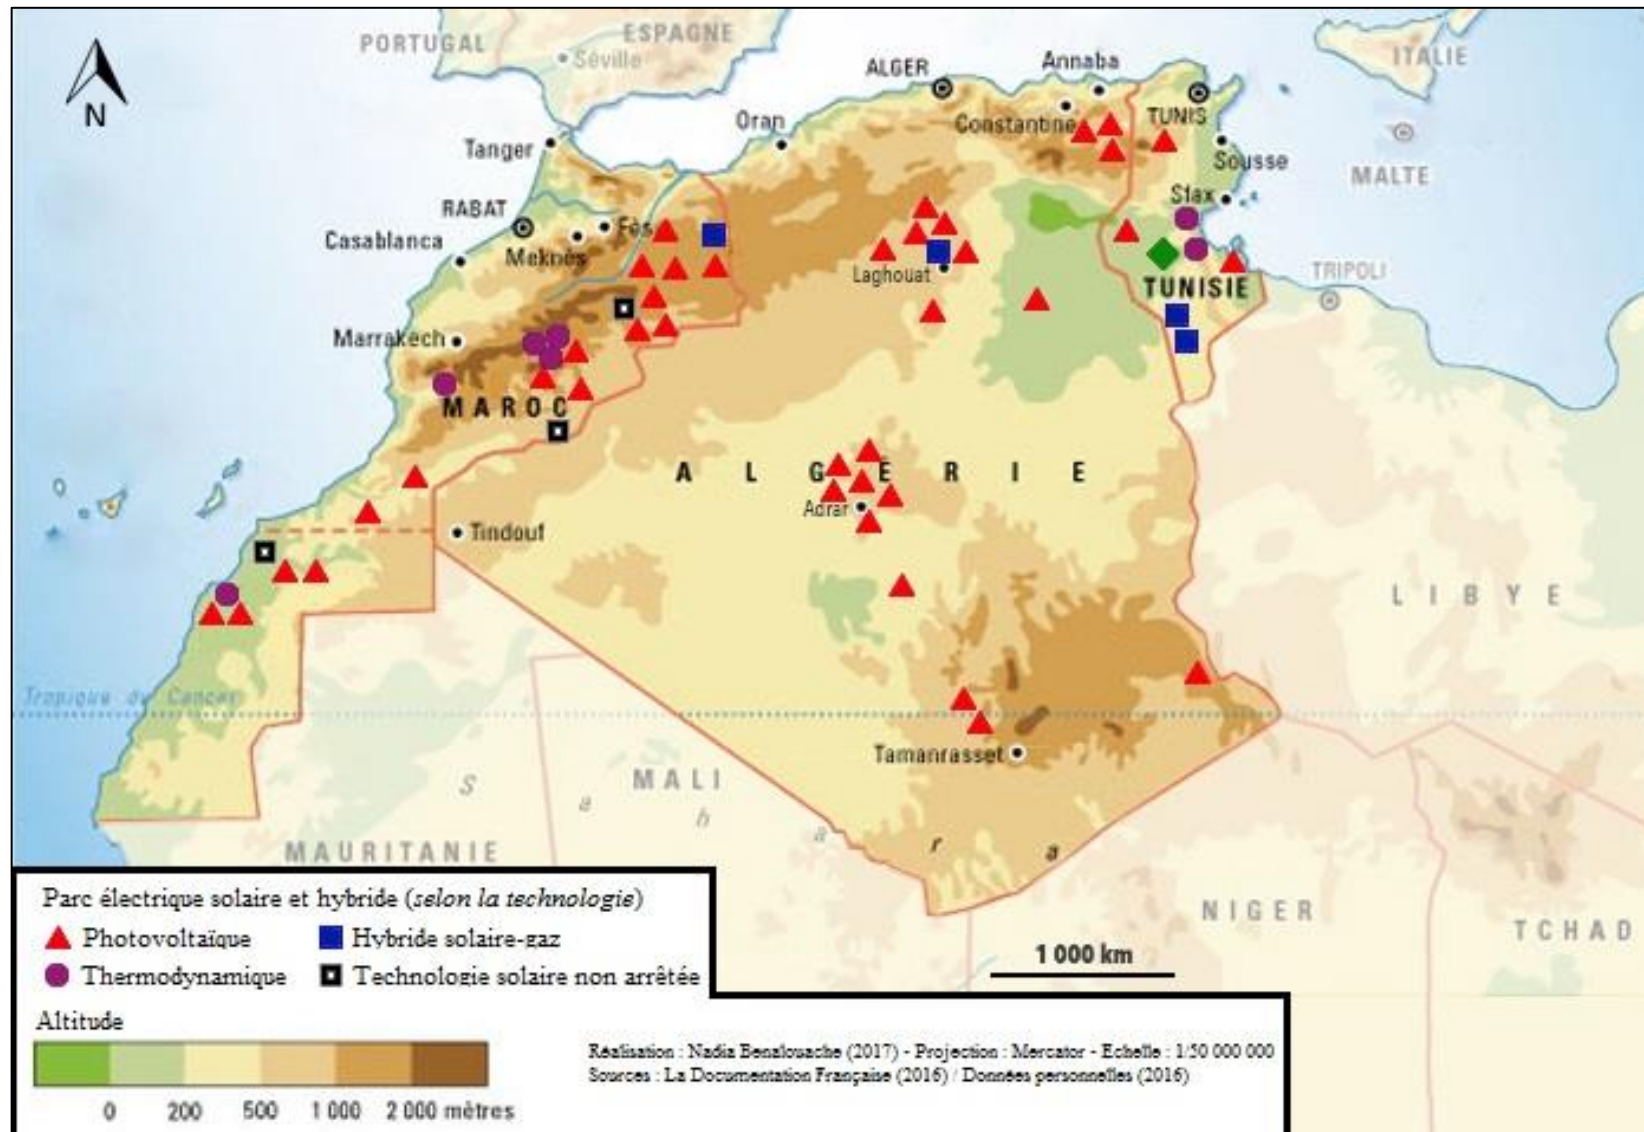 PORTUGAL
ESPAGNE
Séville
ITALIE
ALGER
Annaba
Constantine
TUNIS
Oran
Tanger
Sousse
MALTE
RABAT
Sfax
Casablanca
Meknès
Fès
Laghouat
TUNISIE
TRIPOLI
Marrakech
MAROC
ALGÉRIE
Adrar
Tindouf
LIBYE
Tropique du Cancer
Tamanrasset
MALI
Sahara
MAURITANIE
NIGER
TCHAD
N
1 000 km
Parc électrique solaire et hybride (selon la technologie)
Photovoltaïque
Hybride solaire-gaz
Thermodynamique
Technologie solaire non arrêtée
Altitude
0 200 500 1 000 2 000 mètres
Réalisation : Nadia Benalouache (2017) - Projection : Mercator - Echelle : 1/50 000 000
Sources : La Documentation Française (2016) / Données personnelles (2016)